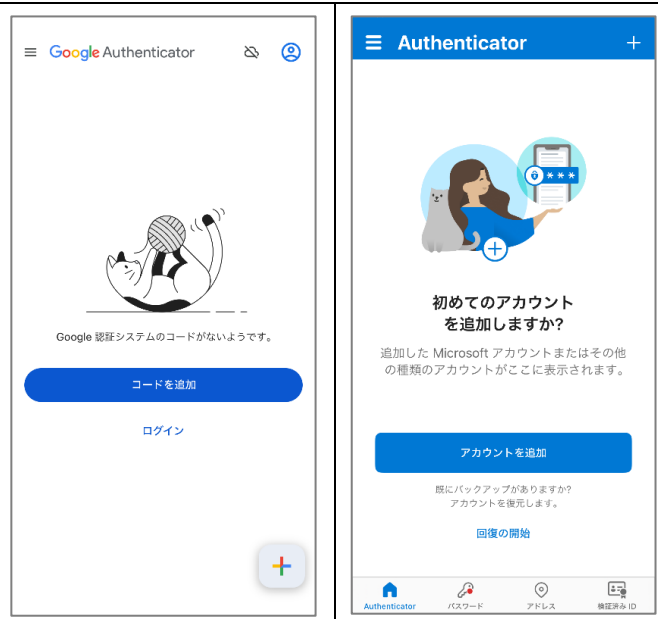 Google Authenticator
Google 認証システムのコードがないようです。
コードを追加
ログイン
Authenticator
***
初めてのアカウント
を追加しますか?
追加した Microsoft アカウントまたはその他
の種類のアカウントがここに表示されます。
アカウントを追加
既にバックアップがありますか?
アカウントを復元します。
回復の開始
Authenticator
パスワード
アドレス
検証済み ID